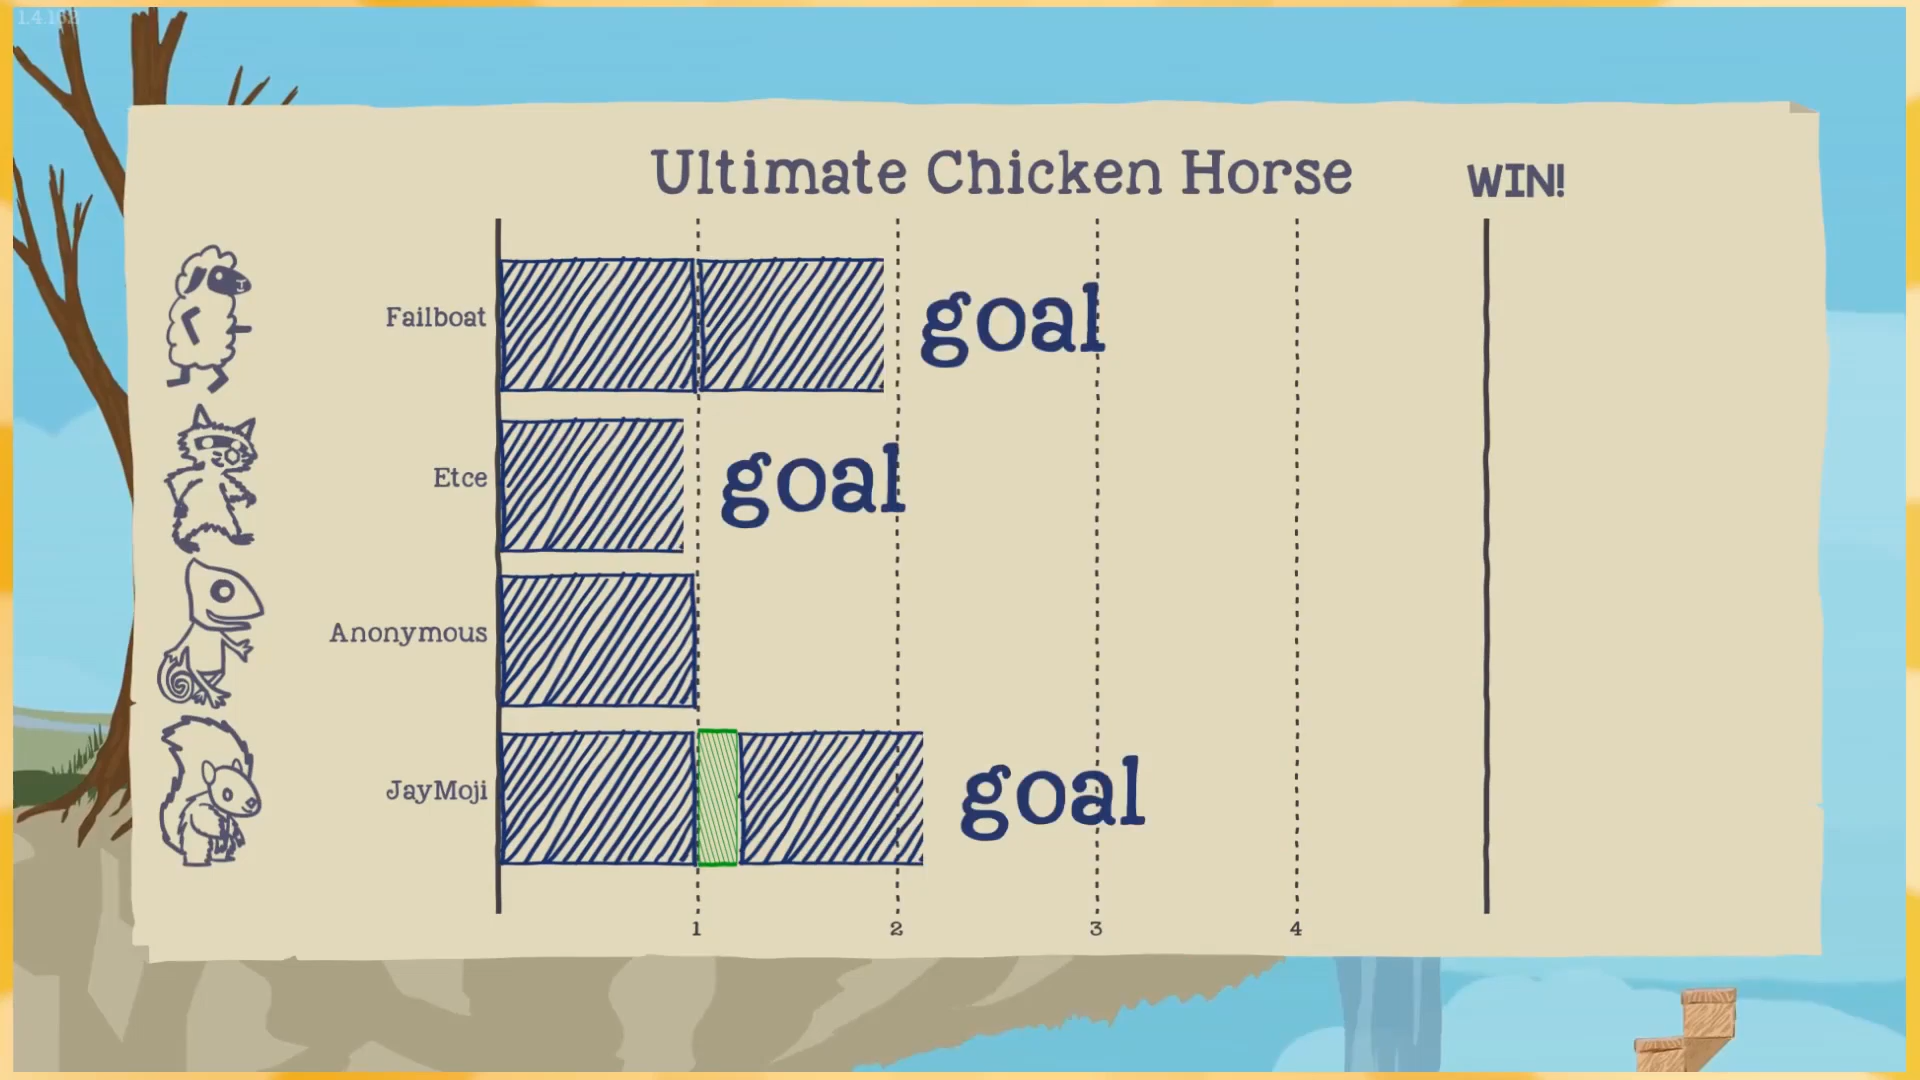 Ultimate Chicken Horse
WIN!
Failboat
goal
Etce
goal
Anonymous
JayMoji
goal
1
2
3
4